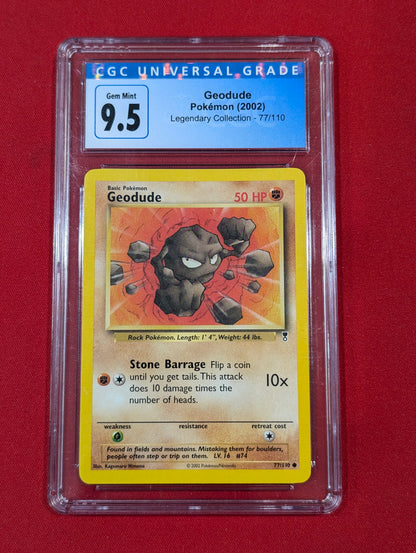 CGC UNIVERSAL GRADE
Gem Mint
9.5
Geodude
Pokémon (2002)
Legendary Collection - 77/110
Basic Pokémon
Geodude
50 HP
Rock Pokémon. Length: 1' 4", Weight: 44 lbs.
Stone Barrage Flip a coin
until you get tails. This attack
does 10 damage times the
number of heads.
10x
weakness
resistance
retreat cost
Found in fields and mountains. Mistaking them for boulders,
people often step or trip on them. LV. 16 #74
Illus. Kagemaru Himeno
©2002 Pokémon/Nintendo
77/110